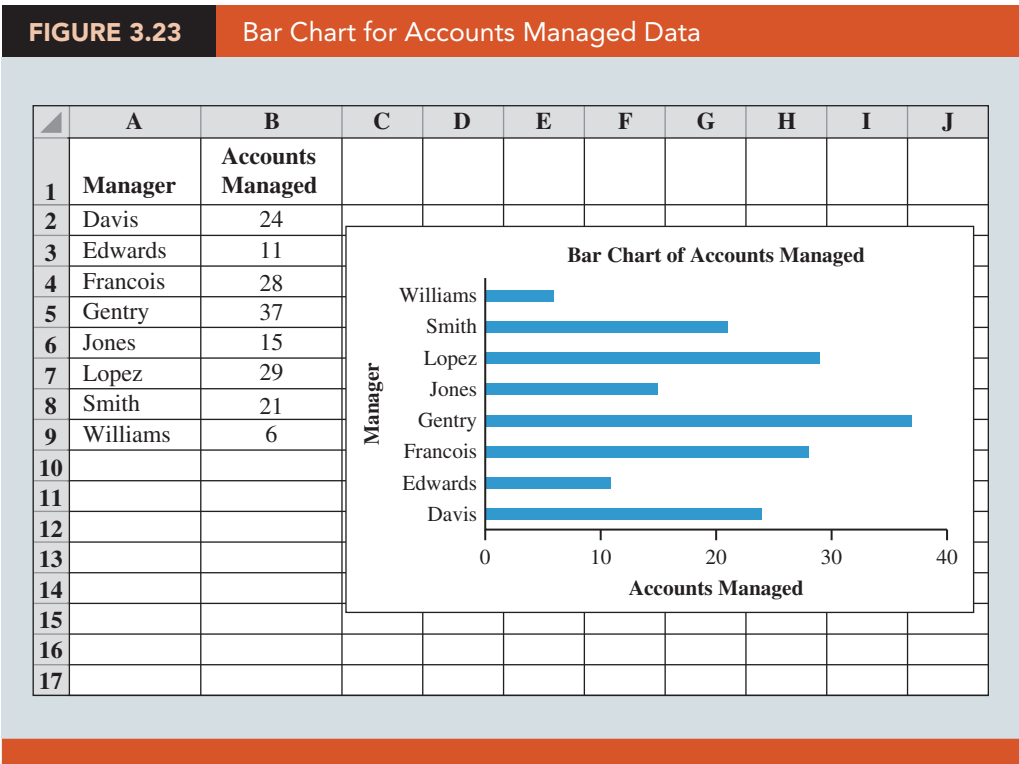 FIGURE 3.23 Bar Chart for Accounts Managed Data
A B C D E F G H I J
1 Manager Accounts Managed
2 Davis 24
3 Edwards 11
4 Francois 28
5 Gentry 37
6 Jones 15
7 Lopez 29
8 Smith 21
9 Williams 6
10
11
12
13
14
15
16
17
Bar Chart of Accounts Managed
Manager
Williams
Smith
Lopez
Jones
Gentry
Francois
Edwards
Davis
0 10 20 30 40
Accounts Managed